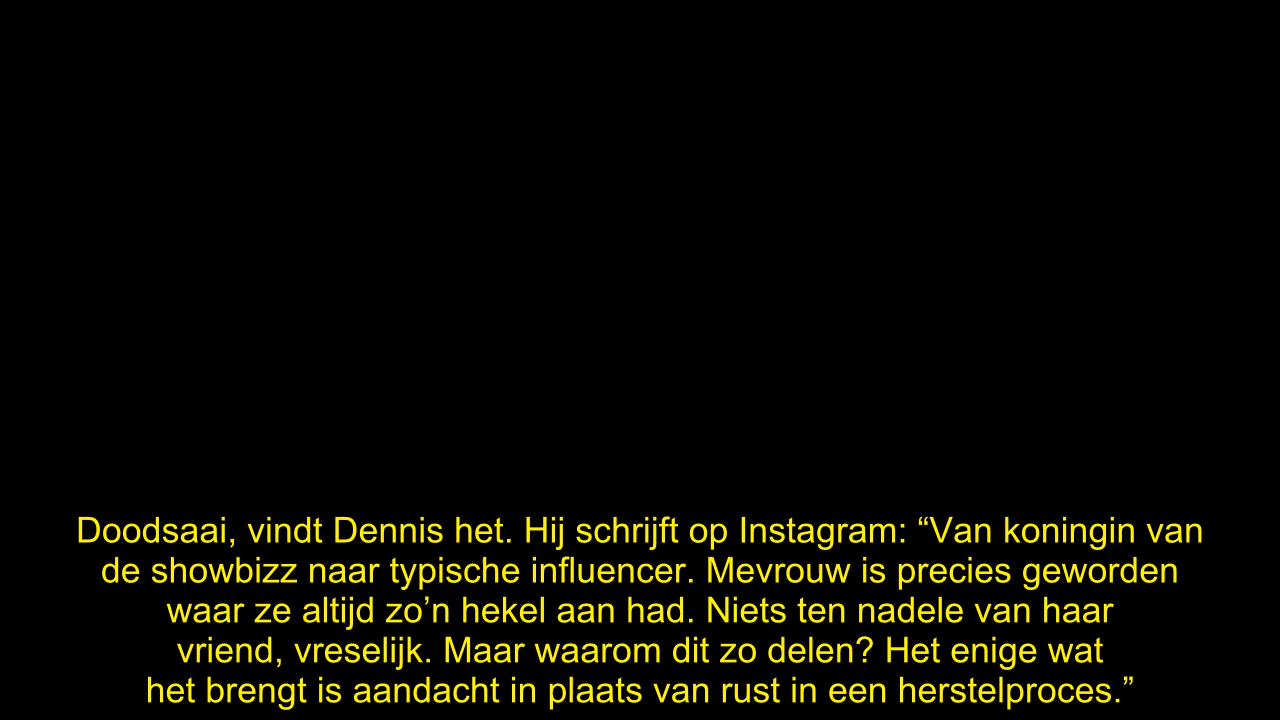 Doodsaai, vindt Dennis het. Hij schrijft op Instagram: “Van koningin van
de showbizz naar typische influencer. Mevrouw is precies geworden
waar ze altijd zo’n hekel aan had. Niets ten nadele van haar
vriend, vreselijk. Maar waarom dit zo delen? Het enige wat
het brengt is aandacht in plaats van rust in een herstelproces.”